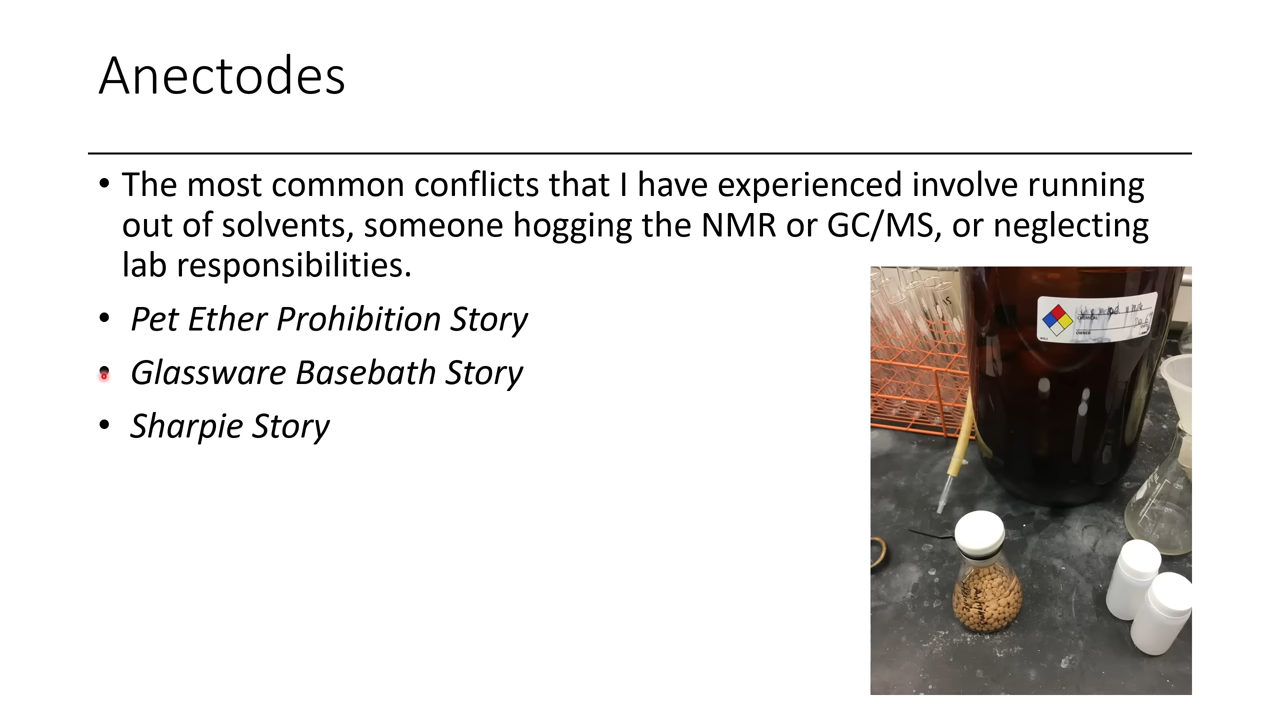 Anectodes
• The most common conflicts that I have experienced involve running
out of solvents, someone hogging the NMR or GC/MS, or neglecting
lab responsibilities.
• Pet Ether Prohibition Story
• Glassware Basebath Story
• Sharpie Story